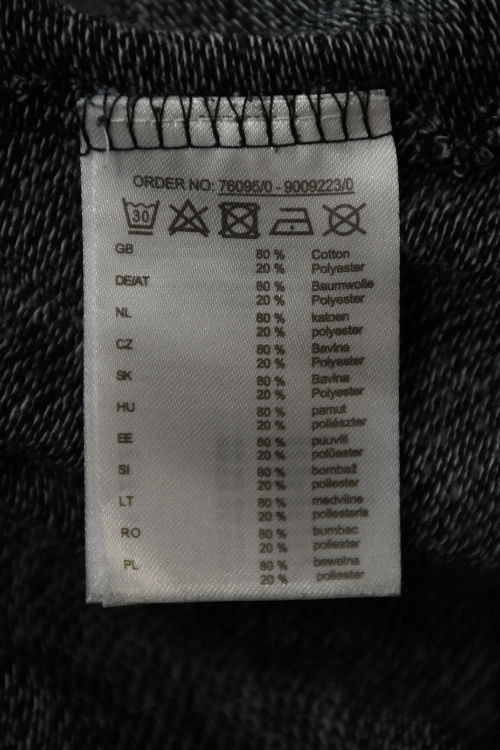 ORDER NO: 76095/0 - 9009223/0
30
GB 80 % Cotton
20 % Polyester
DE/AT 80 % Baumwolle
20 % Polyester
NL 80 % katoen
20 % polyester
CZ 80 % Bavlna
20 % Polyester
SK 80 % Bavlna
20 % Polyester
HU 80 % pamut
20 % poliészter
EE 80 % puuvill
20 % polüester
SI 80 % bombaž
20 % poliester
LT 80 % medvilnė
20 % poliesteris
RO 80 % bumbac
20 % poliester
PL 80 % bawełna
20 % poliester